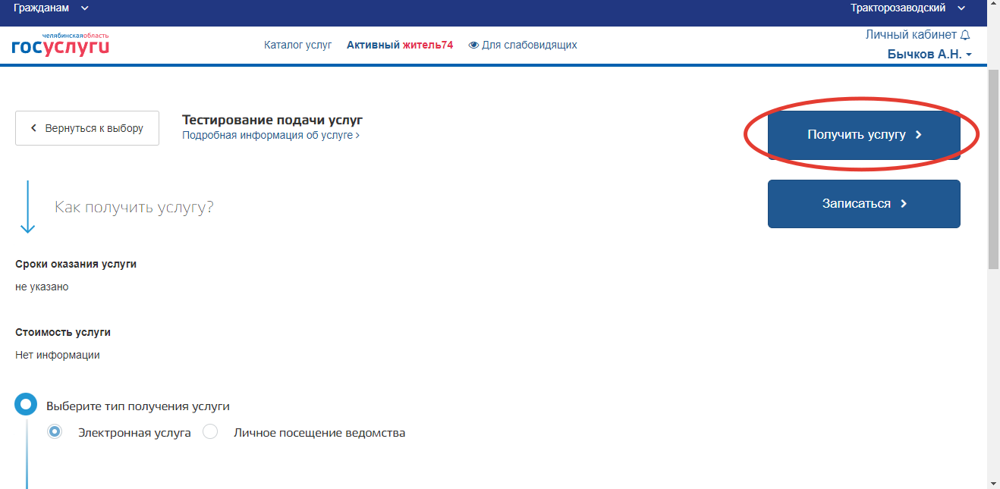 Гражданам
Тракторозаводский
челябинскаяобласть
госуслуги
Каталог услуг
Активный житель74
Для слабовидящих
Личный кабинет
Бычков А.Н.
Вернуться к выбору
Тестирование подачи услуг
Подробная информация об услуге
Получить услугу
Записаться
Как получить услугу?
Сроки оказания услуги
не указано
Стоимость услуги
Нет информации
Выберите тип получения услуги
Электронная услуга
Личное посещение ведомства